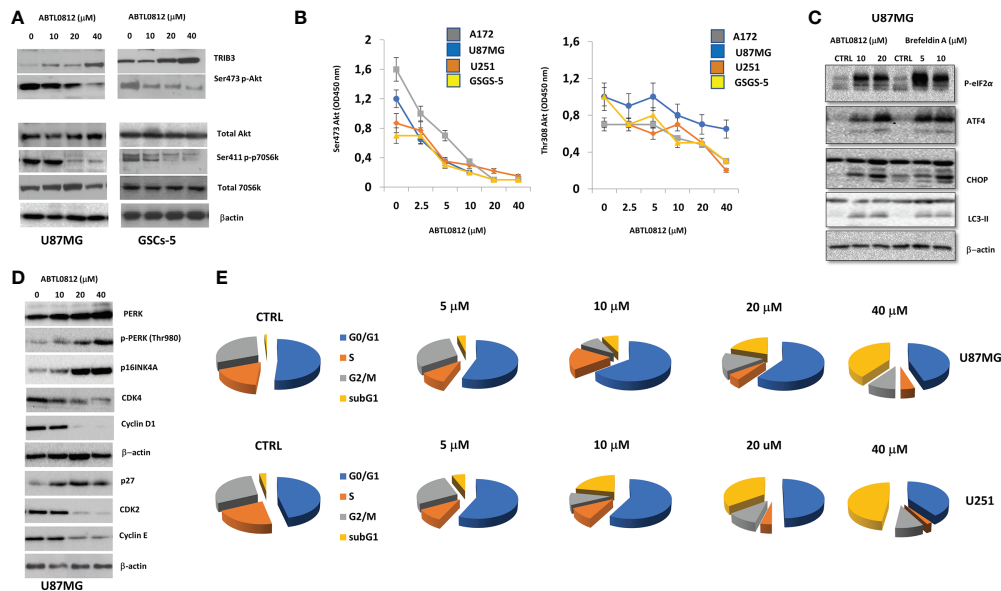 A
ABTL0812 (µM)
0 10 20 40
ABTL0812 (µM)
0 10 20 40
TRIB3
Ser473 p-Akt
Total Akt
Ser411 p-p70S6k
Total 70S6k
βactin
U87MG
GSCs-5
B
A172
U87MG
U251
GSGS-5
Ser473 Akt (OD450 nm)
2
1,6
1,2
0,8
0,4
0
0 2.5 5 10 20 40
ABTL0812 (µM)
A172
U87MG
U251
GSGS-5
Thr308 Akt (OD450 nm)
1,6
1,2
0,8
0,4
0
0 2.5 5 10 20 40
ABTL0812 (µM)
C
U87MG
ABTL0812 (µM)
Brefeldin A (µM)
CTRL 10 20 CTRL 5 10
P-eIF2α
ATF4
CHOP
LC3-II
β-actin
D
ABTL0812 (µM)
0 10 20 40
PERK
p-PERK (Thr980)
p16INK4A
CDK4
Cyclin D1
β-actin
p27
CDK2
Cyclin E
β-actin
U87MG
E
CTRL
G0/G1
S
G2/M
subG1
5 µM
10 µM
20 µM
40 µM
U87MG
CTRL
G0/G1
S
G2/M
subG1
5 µM
10 µM
20 uM
40 µM
U251